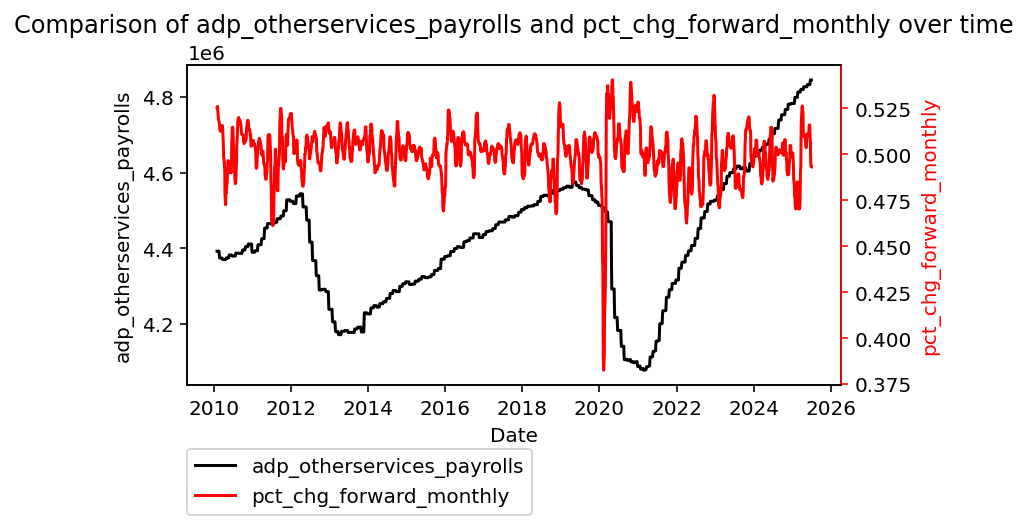 Comparison of adp_otherservices_payrolls and pct_chg_forward_monthly over time
1e6
4.8
4.6
4.4
4.2
adp_otherservices_payrolls
0.525
0.500
0.475
0.450
0.425
0.400
0.375
pct_chg_forward_monthly
2010 2012 2014 2016 2018 2020 2022 2024 2026
Date
adp_otherservices_payrolls
pct_chg_forward_monthly